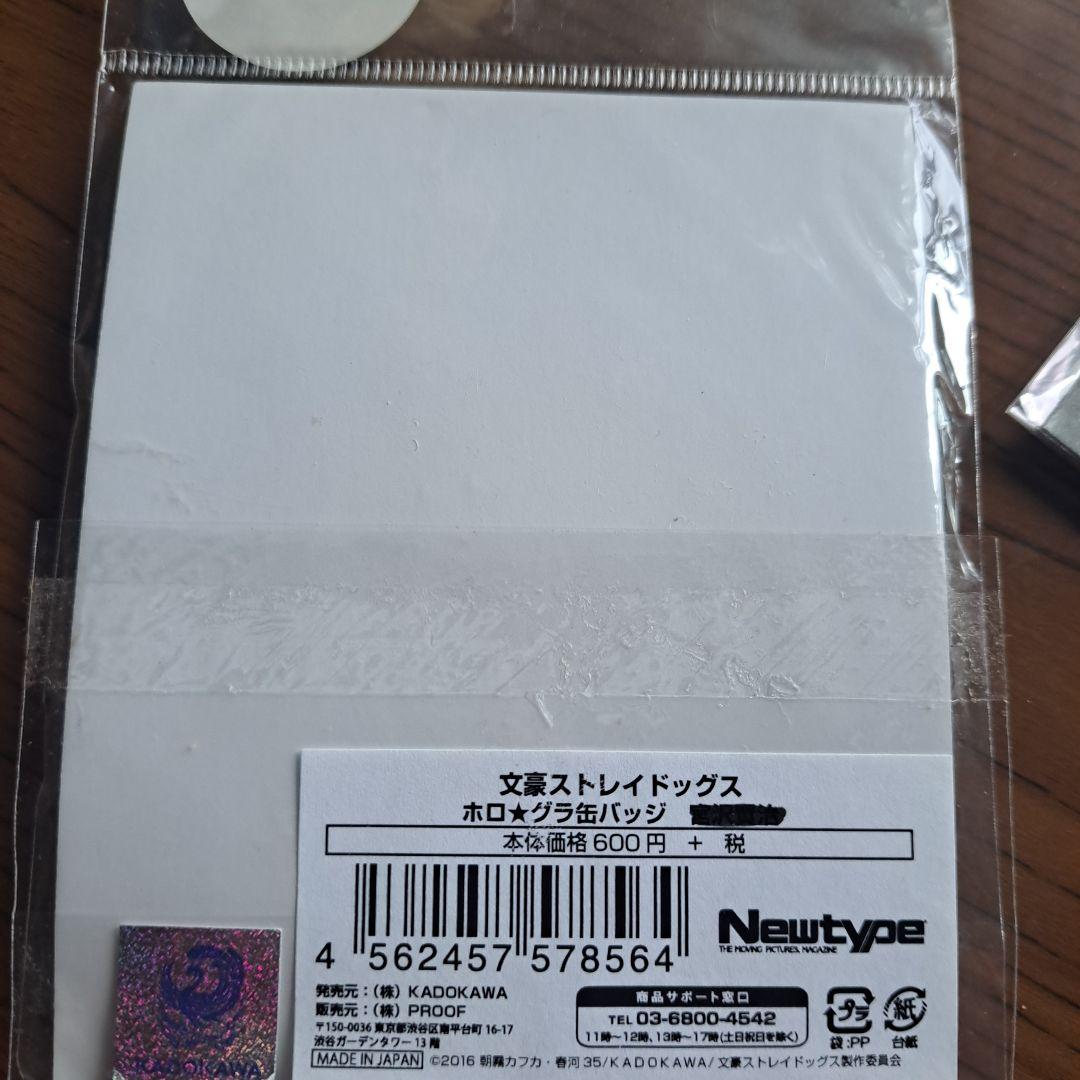 文豪ストレイドッグス
ホロ★グラ缶バッジ
本体価格600円 + 税
4 562457 578564
Newtype
THE MOVING PICTURES MAGAZINE
発売元:(株) KADOKAWA
販売元:(株) PROOF
〒150-0036 東京都渋谷区南平台町 16-17
渋谷ガーデンタワー 13 階
商品サポート窓口
TEL 03-6800-4542
11時～12時、13時～17時(土日祝日を除く)
プラ
袋:PP
紙
台紙
MADE IN JAPAN ©2016 朝霧カフカ・春河35/KADOKAWA/文豪ストレイドッグス製作委員会
KADOKAWA